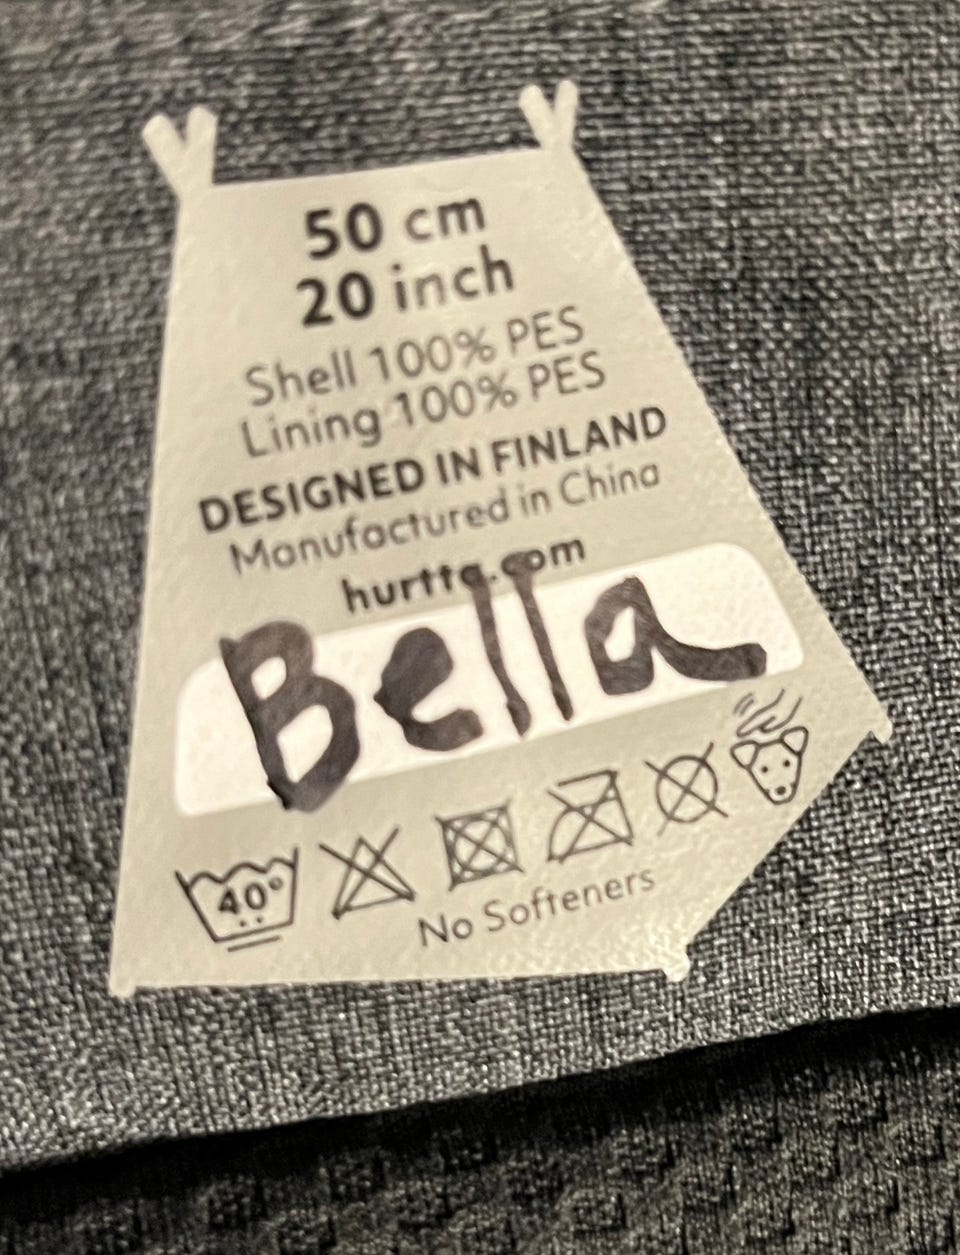 50 cm
20 inch
Shell 100% PES
Lining 100% PES
DESIGNED IN FINLAND
Manufactured in China
hurtta.com
Bella
40°
No Softeners